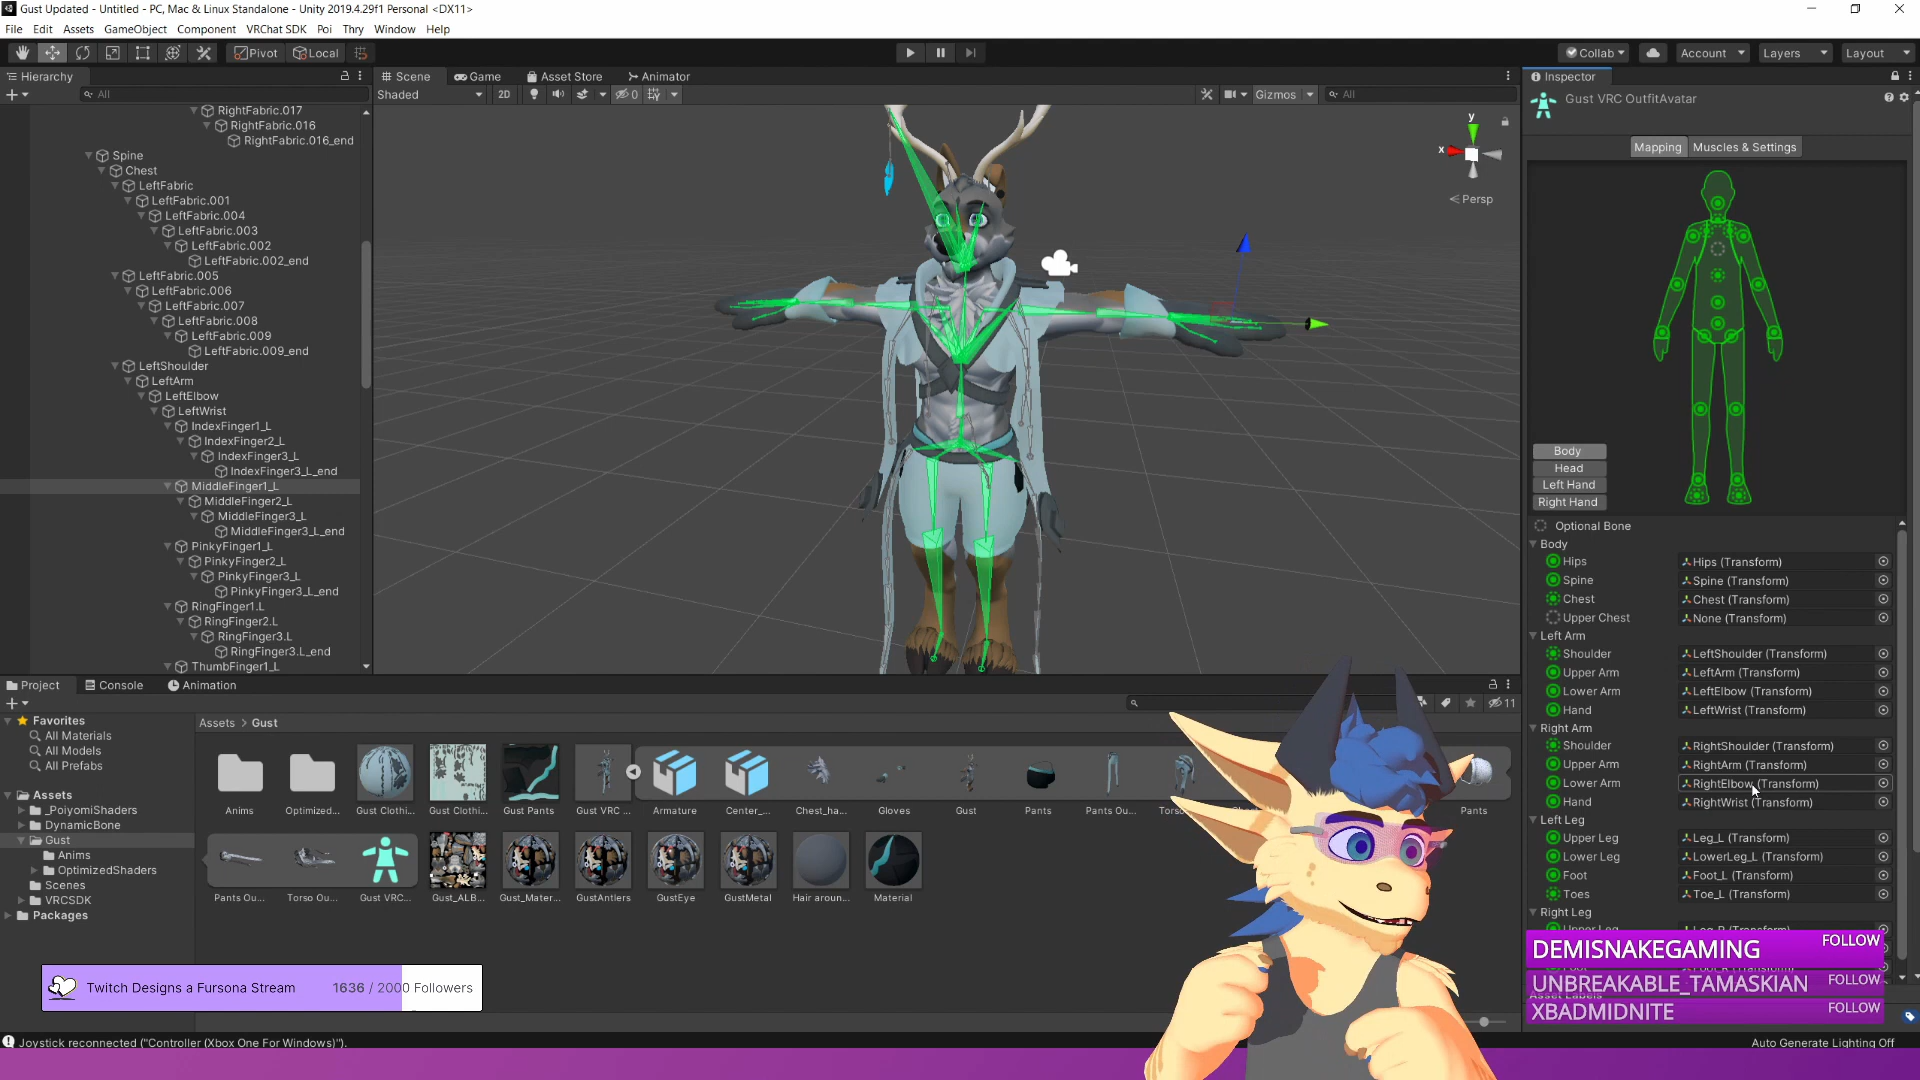 Gust Updated - Untitled - PC, Mac & Linux Standalone - Unity 2019.4.29f1 Personal <DX11>
File Edit Assets GameObject Component VRChat SDK Poi Thry Window Help
Pivot Local Collab Account Layers Layout
Hierarchy
All
RightFabric.017
RightFabric.016
RightFabric.016_end
Spine
Chest
LeftFabric
LeftFabric.001
LeftFabric.004
LeftFabric.003
LeftFabric.002
LeftFabric.002_end
LeftFabric.005
LeftFabric.006
LeftFabric.007
LeftFabric.008
LeftFabric.009
LeftFabric.009_end
LeftShoulder
LeftArm
LeftElbow
LeftWrist
IndexFinger1_L
IndexFinger2_L
IndexFinger3_L
IndexFinger3_L_end
MiddleFinger1_L
MiddleFinger2_L
MiddleFinger3_L
MiddleFinger3_L_end
PinkyFinger1_L
PinkyFinger2_L
PinkyFinger3_L
PinkyFinger3_L_end
RingFinger1.L
RingFinger2.L
RingFinger3.L
RingFinger3.L_end
ThumbFinger1_L
Scene Game Asset Store Animator
Shaded 2D 0 Gizmos All
y
x
Persp
Inspector
Gust VRC OutfitAvatar
Mapping Muscles & Settings
Body
Head
Left Hand
Right Hand
Optional Bone
Body
Hips Hips (Transform)
Spine Spine (Transform)
Chest Chest (Transform)
Upper Chest None (Transform)
Left Arm
Shoulder LeftShoulder (Transform)
Upper Arm LeftArm (Transform)
Lower Arm LeftElbow (Transform)
Hand LeftWrist (Transform)
Right Arm
Shoulder RightShoulder (Transform)
Upper Arm RightArm (Transform)
Lower Arm RightElbow (Transform)
Hand RightWrist (Transform)
Left Leg
Upper Leg Leg_L (Transform)
Lower Leg LowerLeg_L (Transform)
Foot Foot_L (Transform)
Toes Toe_L (Transform)
Right Leg
Project Console Animation
11
Favorites
All Materials
All Models
All Prefabs
Assets
_PoiyomiShaders
DynamicBone
Gust
Anims
OptimizedShaders
Scenes
VRCSDK
Packages
Assets > Gust
Anims Optimized... Gust Clothi... Gust Clothi... Gust Pants Gust VRC ... Armature Center_... Chest_ha... Gloves Gust Pants Pants Ou... Torso Pants
Pants Ou... Torso Ou... Gust VRC... Gust_ALB... Gust_Mater... GustAntlers GustEye GustMetal Hair aroun... Material
Twitch Designs a Fursona Stream 1636 / 2000 Followers
DEMISNAKEGAMING FOLLOW
UNBREAKABLE_TAMASKIAN FOLLOW
XBADMIDNITE FOLLOW
Joystick reconnected ("Controller (Xbox One For Windows)").
Auto Generate Lighting Off